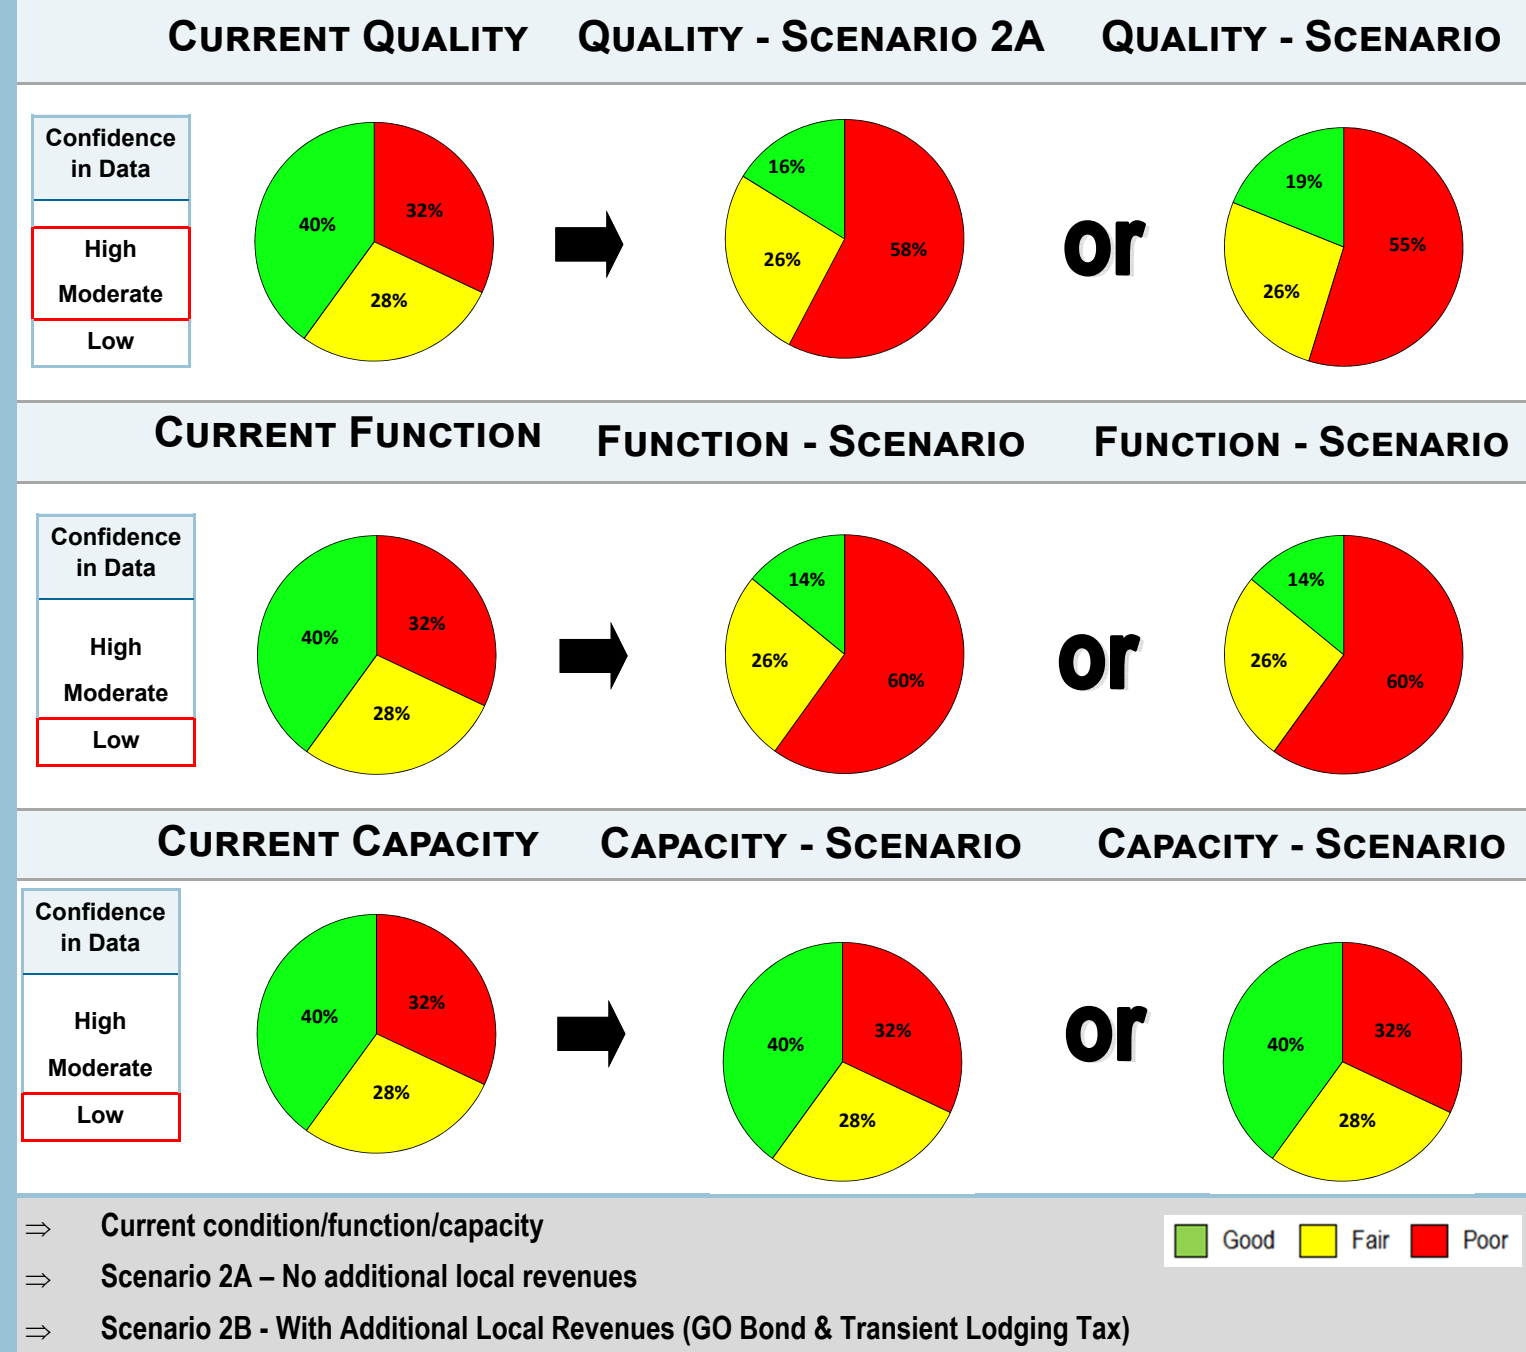 CURRENT QUALITY
QUALITY - SCENARIO 2A
QUALITY - SCENARIO
Confidence
in Data
High
Moderate
Low
40%
32%
28%
16%
58%
26%
or
19%
55%
26%
CURRENT FUNCTION
FUNCTION - SCENARIO
FUNCTION - SCENARIO
Confidence
in Data
High
Moderate
Low
40%
32%
28%
14%
26%
60%
or
14%
26%
60%
CURRENT CAPACITY
CAPACITY - SCENARIO
CAPACITY - SCENARIO
Confidence
in Data
High
Moderate
Low
40%
32%
28%
40%
32%
28%
or
40%
32%
28%
⇒ Current condition/function/capacity
⇒ Scenario 2A – No additional local revenues
⇒ Scenario 2B - With Additional Local Revenues (GO Bond & Transient Lodging Tax)
Good Fair Poor